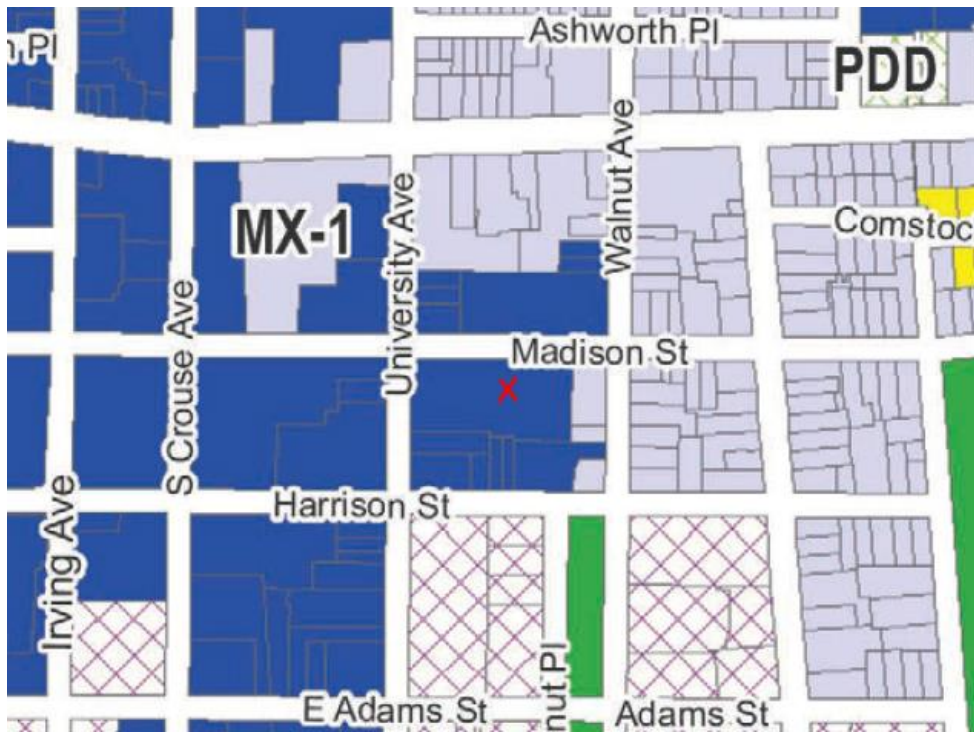 Ashworth Pl
n Pl
PDD
Walnut Ave
Comstoc
MX-1
University Ave
S Crouse Ave
Madison St
X
Harrison St
Irving Ave
nut Pl
E Adams St
Adams St